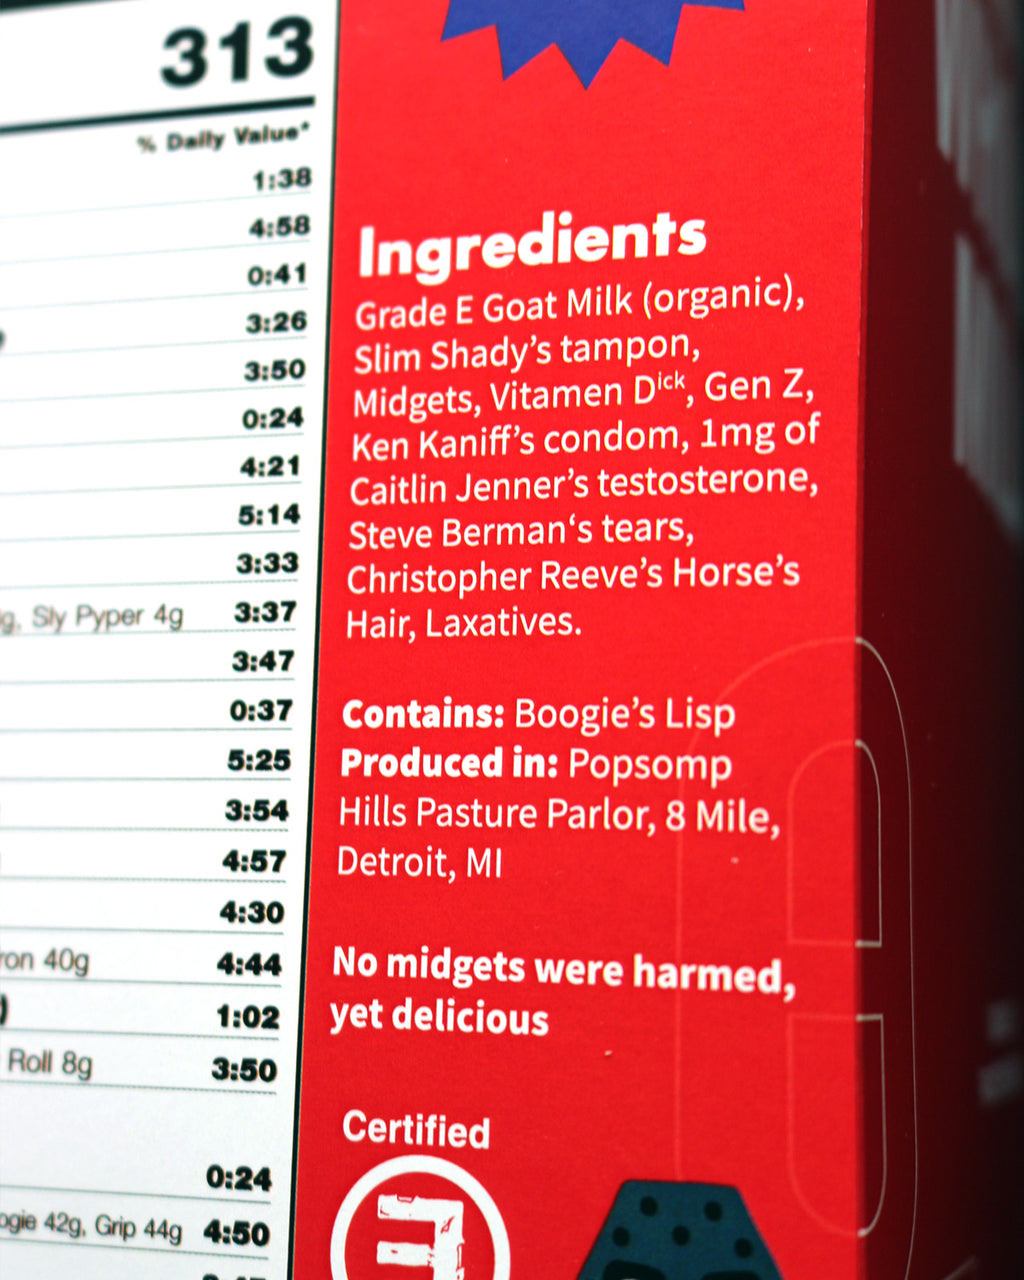 313
% Daily Value*
1:38
4:58
0:41
3:26
3:50
0:24
4:21
5:14
3:33
Sly Pyper 4g 3:37
3:47
0:37
5:25
3:54
4:57
4:30
40g 4:44
1:02
Roll 8g 3:50
0:24
42g, Grip 44g 4:50
Ingredients
Grade E Goat Milk (organic),
Slim Shady’s tampon,
Midgets, Vitamen Dick, Gen Z,
Ken Kaniff’s condom, 1mg of
Caitlin Jenner’s testosterone,
Steve Berman‘s tears,
Christopher Reeve’s Horse’s
Hair, Laxatives.
Contains: Boogie’s Lisp
Produced in: Popsomp
Hills Pasture Parlor, 8 Mile,
Detroit, MI
No midgets were harmed,
yet delicious
Certified